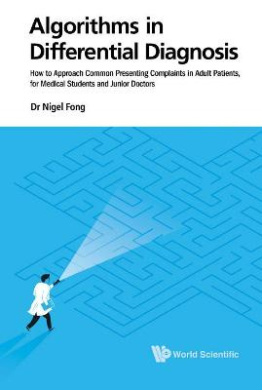 Algorithms in
Differential Diagnosis
How to Approach Common Presenting Complaints in Adult Patients,
for Medical Students and Junior Doctors
Dr Nigel Fong
World Scientific